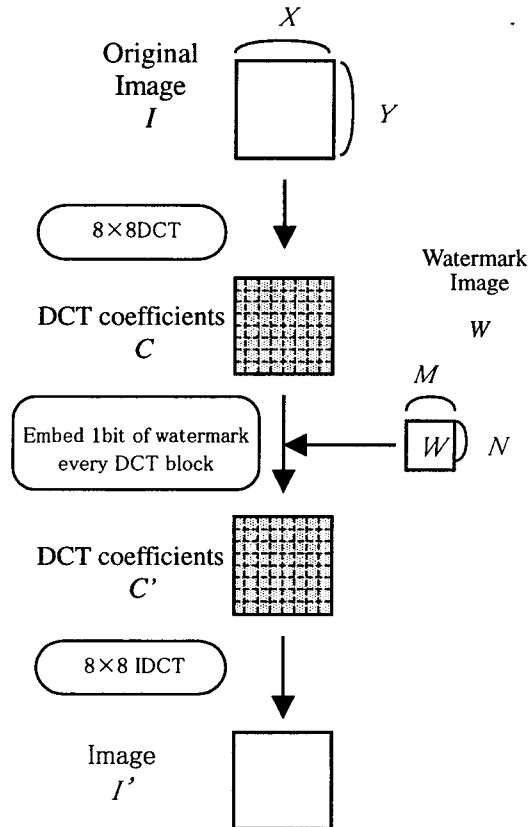 X
Original
Image
I
Y
8×8DCT
Watermark
Image
W
DCT coefficients
C
M
Embed 1bit of watermark
every DCT block
W
N
DCT coefficients
C'
8×8 IDCT
Image
I'